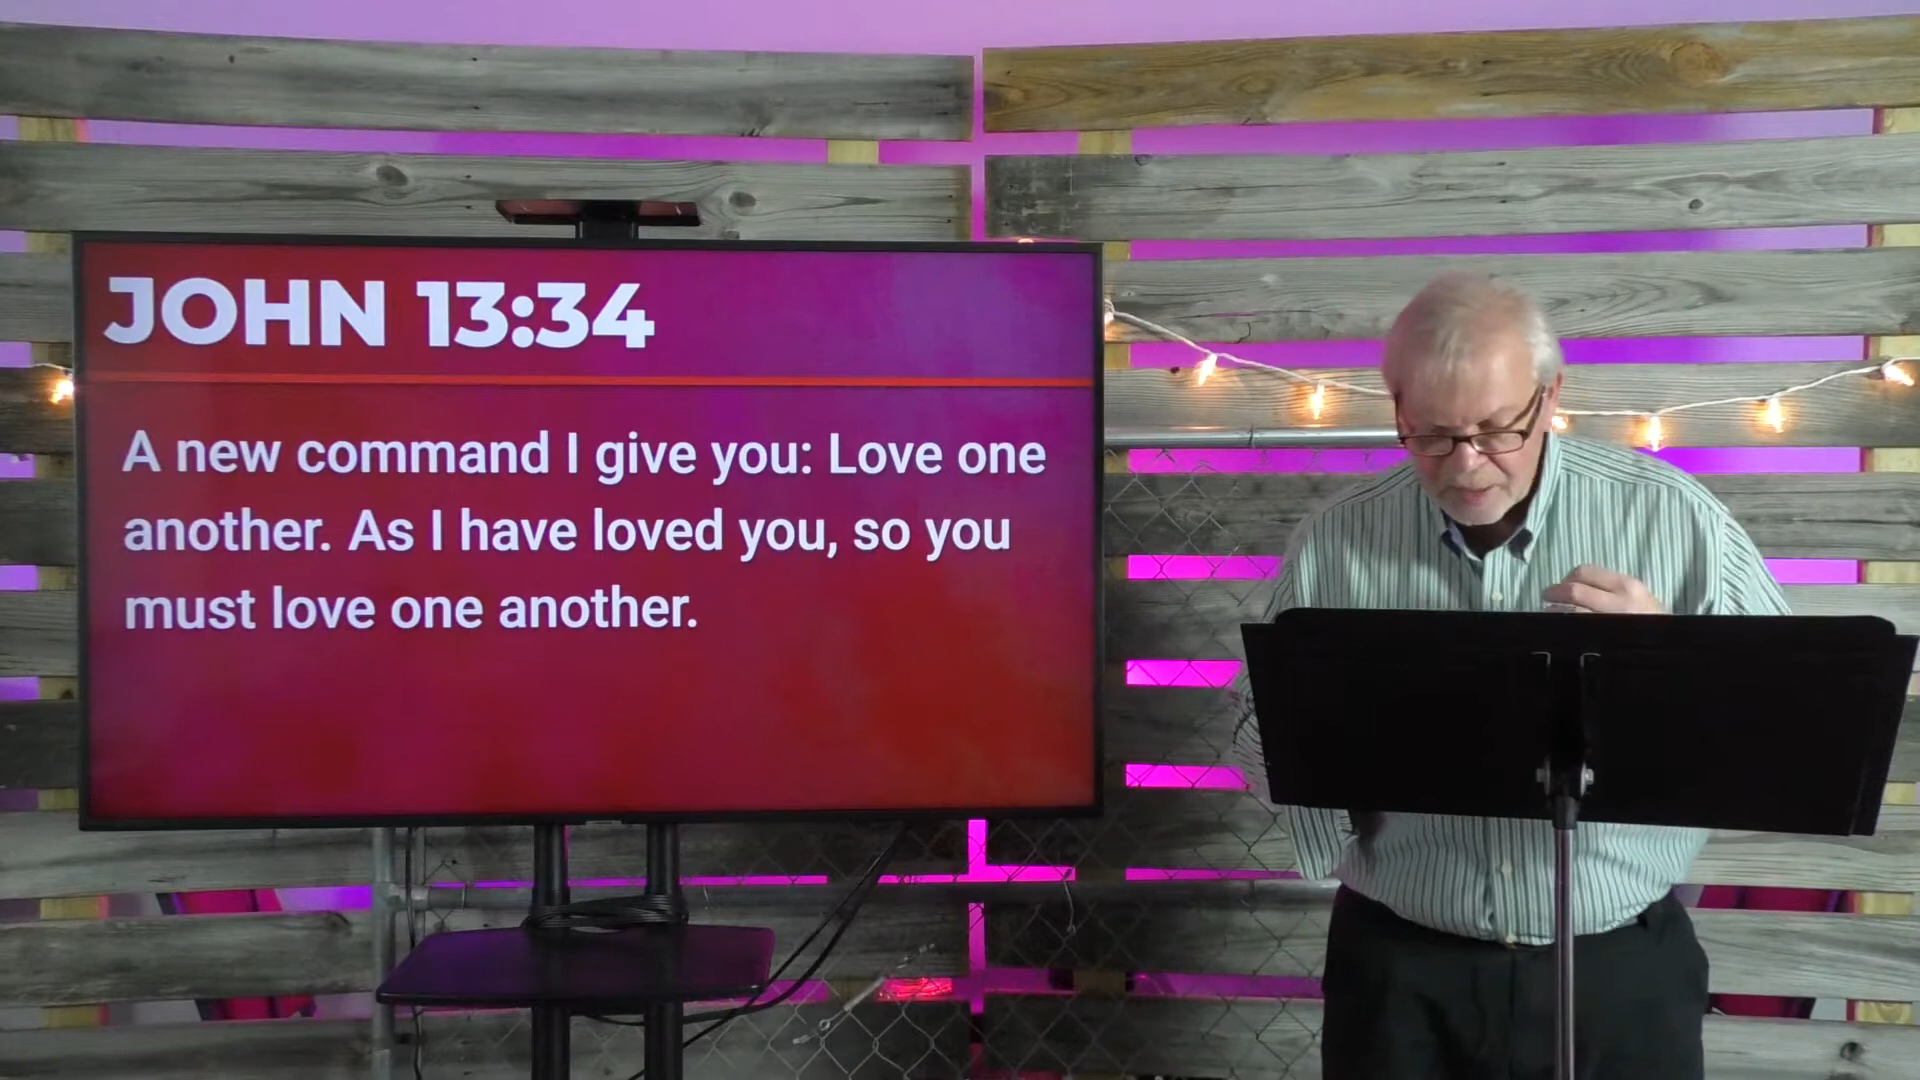 JOHN 13:34
A new command I give you: Love one
another. As I have loved you, so you
must love one another.